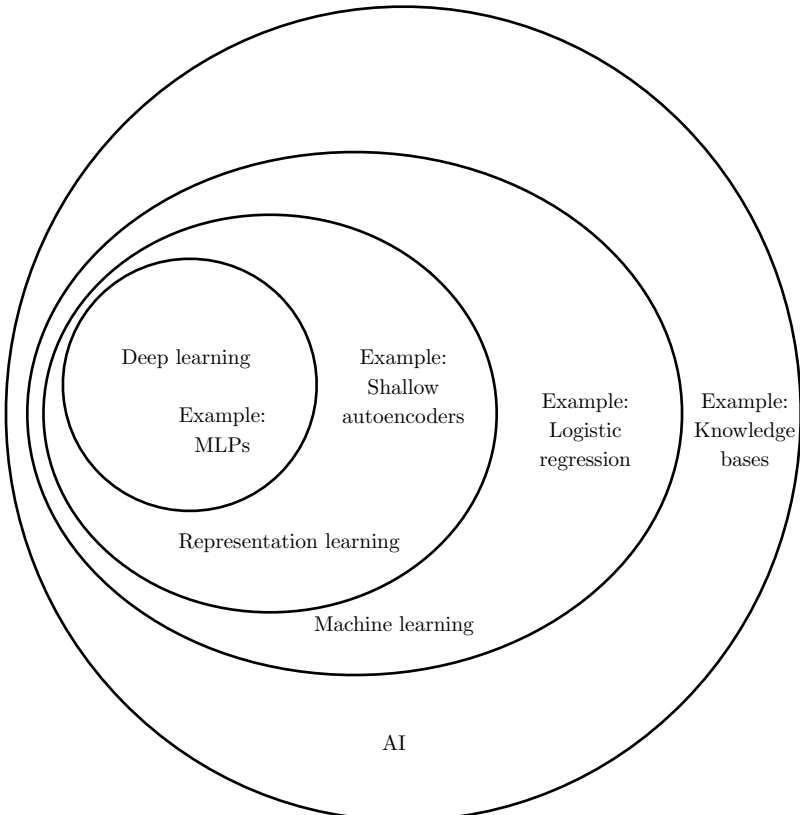 Deep learning
Example:
MLPs
Example:
Shallow
autoencoders
Example:
Logistic
regression
Example:
Knowledge
bases
Representation learning
Machine learning
AI